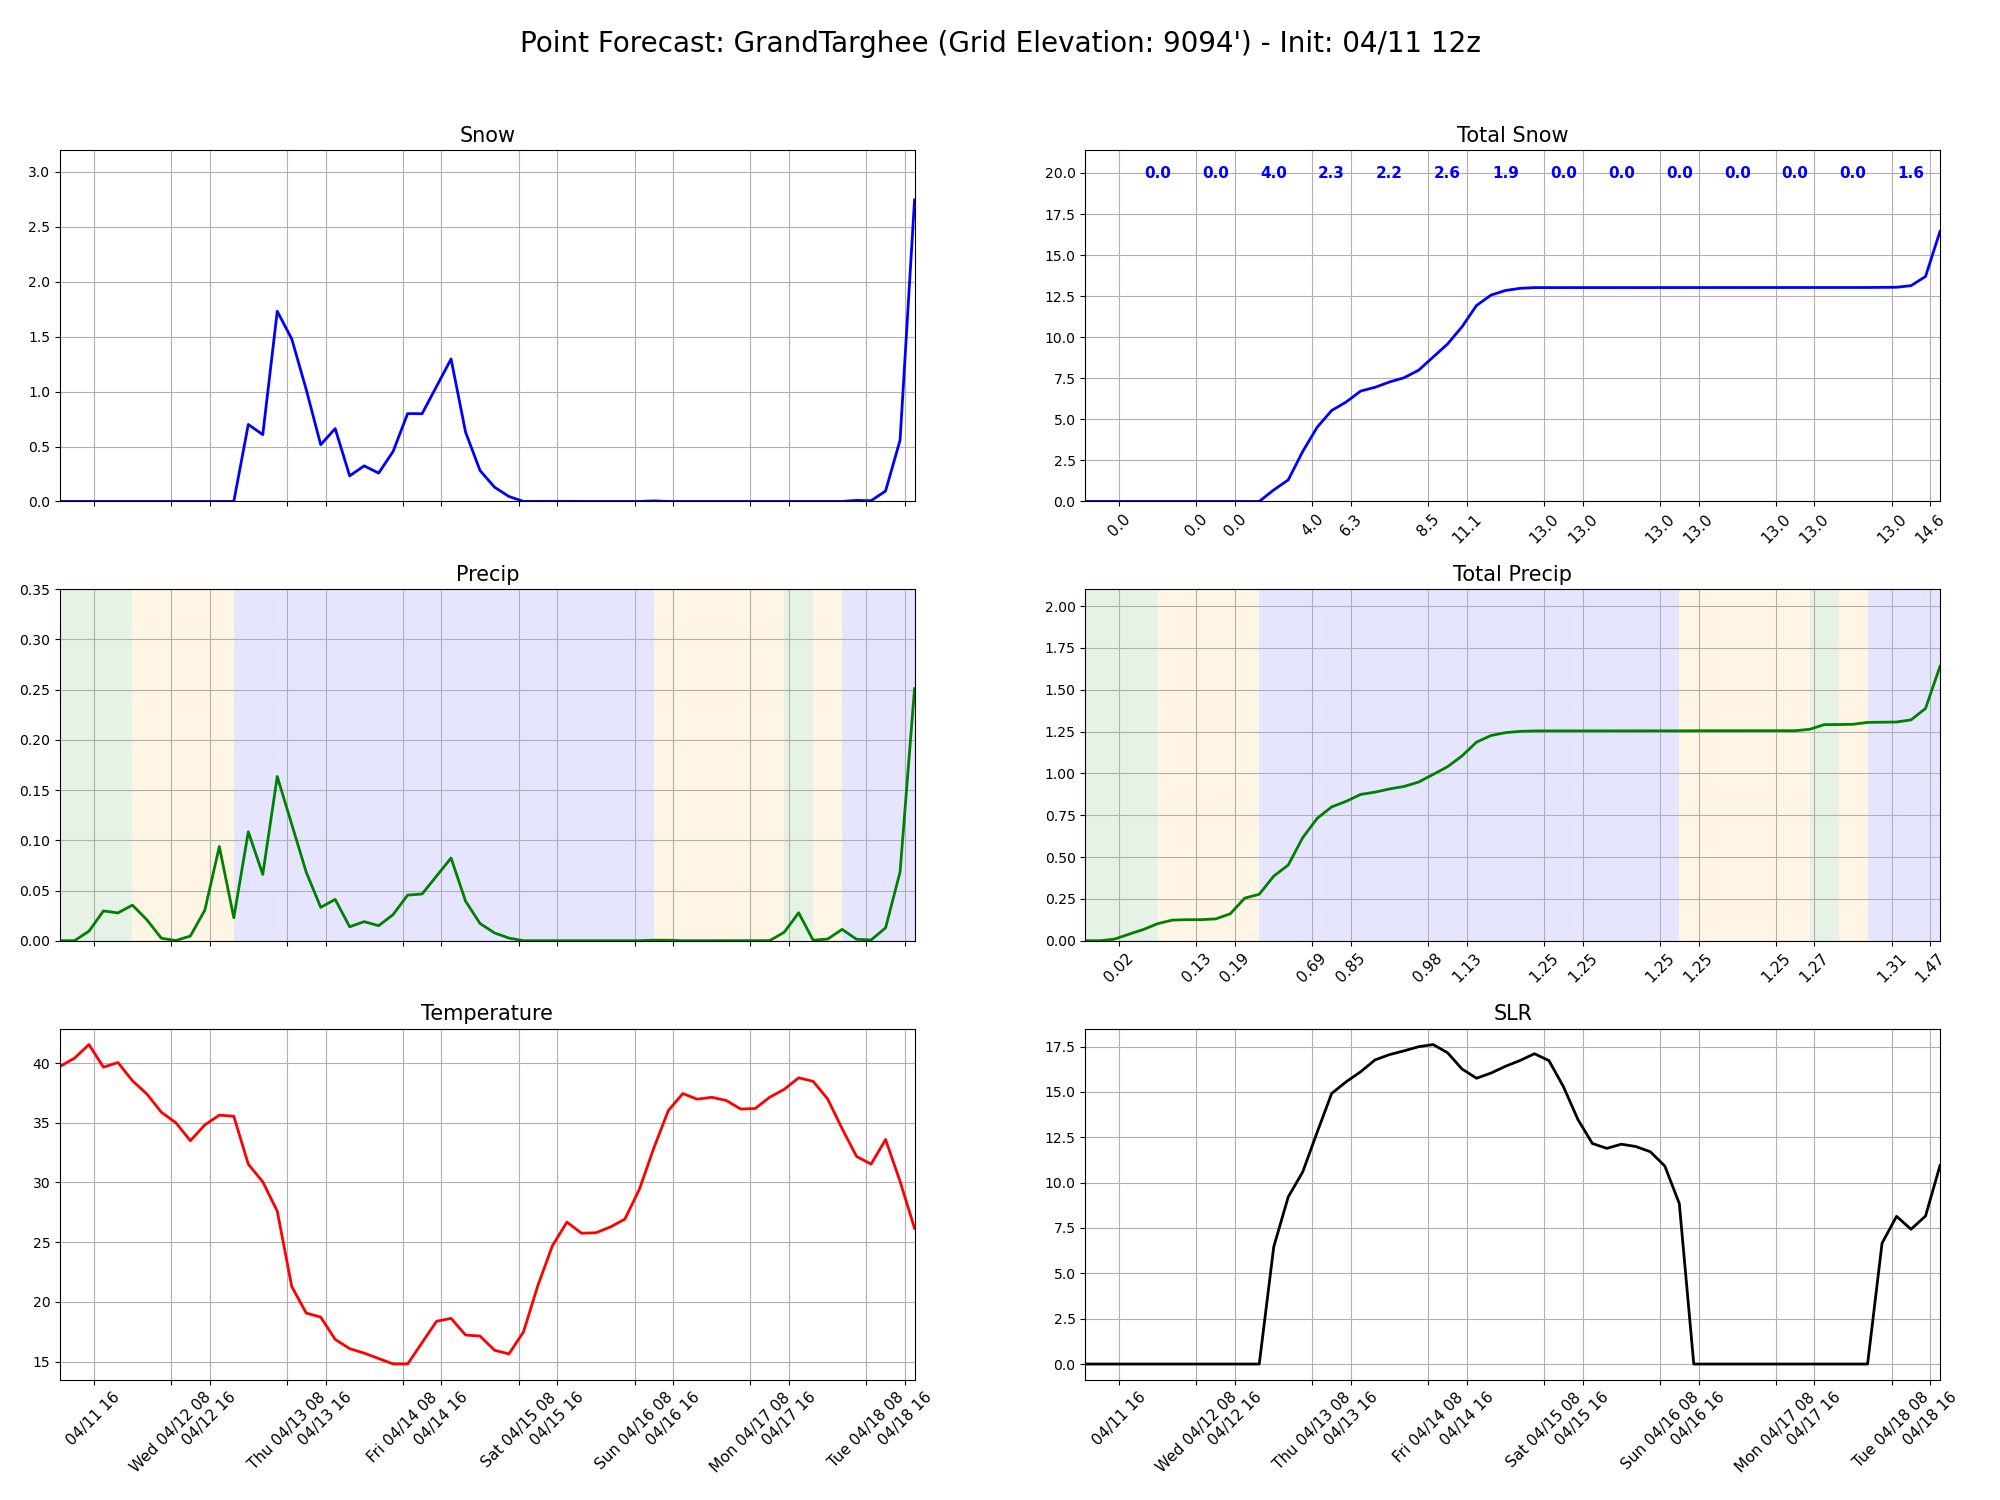 Point Forecast: GrandTarghee (Grid Elevation: 9094') - Init: 04/11 12z
Snow
3.0
2.5
2.0
1.5
1.0
0.5
0.0
Total Snow
0.0 0.0 4.0 2.3 2.2 2.6 1.9 0.0 0.0 0.0 0.0 0.0 0.0 1.6
20.0
17.5
15.0
12.5
10.0
7.5
5.0
2.5
0.0
0.0 0.0 0.0 4.0 6.3 8.5 11.1 13.0 13.0 13.0 13.0 13.0 13.0 13.0 14.6
Precip
0.35
0.30
0.25
0.20
0.15
0.10
0.05
0.00
Total Precip
2.00
1.75
1.50
1.25
1.00
0.75
0.50
0.25
0.00
0.02 0.13 0.19 0.69 0.85 0.98 1.13 1.25 1.25 1.25 1.25 1.25 1.27 1.31 1.47
Temperature
40
35
30
25
20
15
04/11 16
Wed 04/12 08
04/12 16
Thu 04/13 08
04/13 16
Fri 04/14 08
04/14 16
Sat 04/15 08
04/15 16
Sun 04/16 08
04/16 16
Mon 04/17 08
04/17 16
Tue 04/18 08
04/18 16
SLR
17.5
15.0
12.5
10.0
7.5
5.0
2.5
0.0
04/11 16
Wed 04/12 08
04/12 16
Thu 04/13 08
04/13 16
Fri 04/14 08
04/14 16
Sat 04/15 08
04/15 16
Sun 04/16 08
04/16 16
Mon 04/17 08
04/17 16
Tue 04/18 08
04/18 16